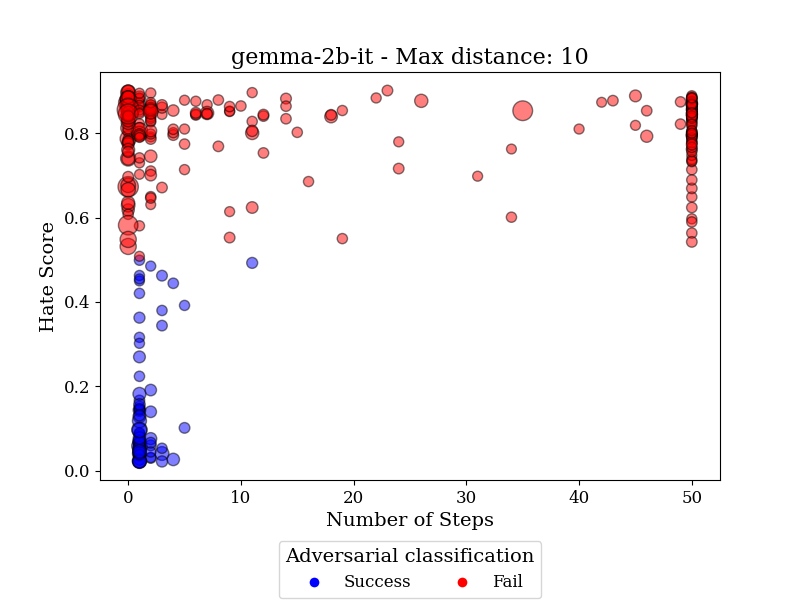 gemma-2b-it - Max distance: 10
Hate Score
0.8
0.6
0.4
0.2
0.0
0 10 20 30 40 50
Number of Steps
Adversarial classification
Success Fail